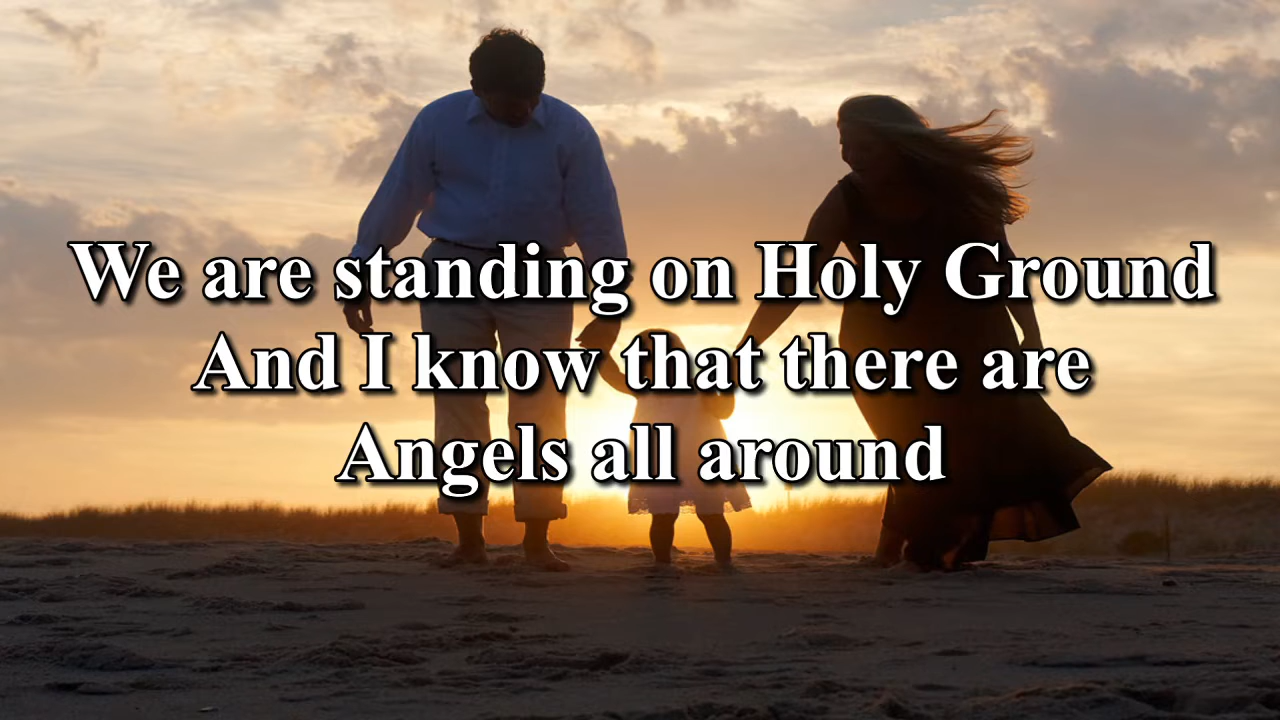 We are standing on Holy Ground
And I know that there are
Angels all around